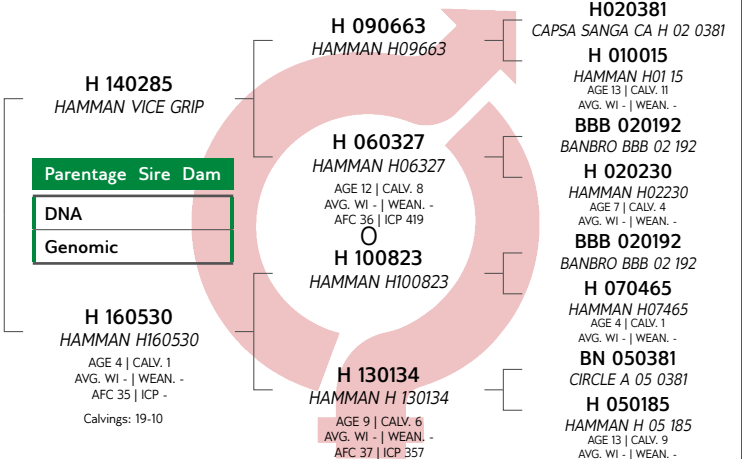 H 140285
HAMMAN VICE GRIP
Parentage Sire Dam
DNA
Genomic
H 160530
HAMMAN H160530
AGE 4 | CALV. 1
AVG. WI - | WEAN. -
AFC 35 | ICP -
Calvings: 19-10
H 090663
HAMMAN H09663
H 060327
HAMMAN H06327
AGE 12 | CALV. 8
AVG. WI - | WEAN. -
AFC 36 | ICP 419
O
H 100823
HAMMAN H100823
H 130134
HAMMAN H 130134
AGE 9 | CALV. 6
AVG. WI - | WEAN. -
AFC 37 | ICP 357
H020381
CAPSA SANGA CA H 02 0381
H 010015
HAMMAN H01 15
AGE 13 | CALV. 11
AVG. WI - | WEAN. -
BBB 020192
BANBRO BBB 02 192
H 020230
HAMMAN H02230
AGE 7 | CALV. 4
AVG. WI - | WEAN. -
BBB 020192
BANBRO BBB 02 192
H 070465
HAMMAN H07465
AGE 4 | CALV. 1
AVG. WI - | WEAN. -
BN 050381
CIRCLE A 05 0381
H 050185
HAMMAN H 05 185
AGE 13 | CALV. 9
AVG. WI - | WEAN. -